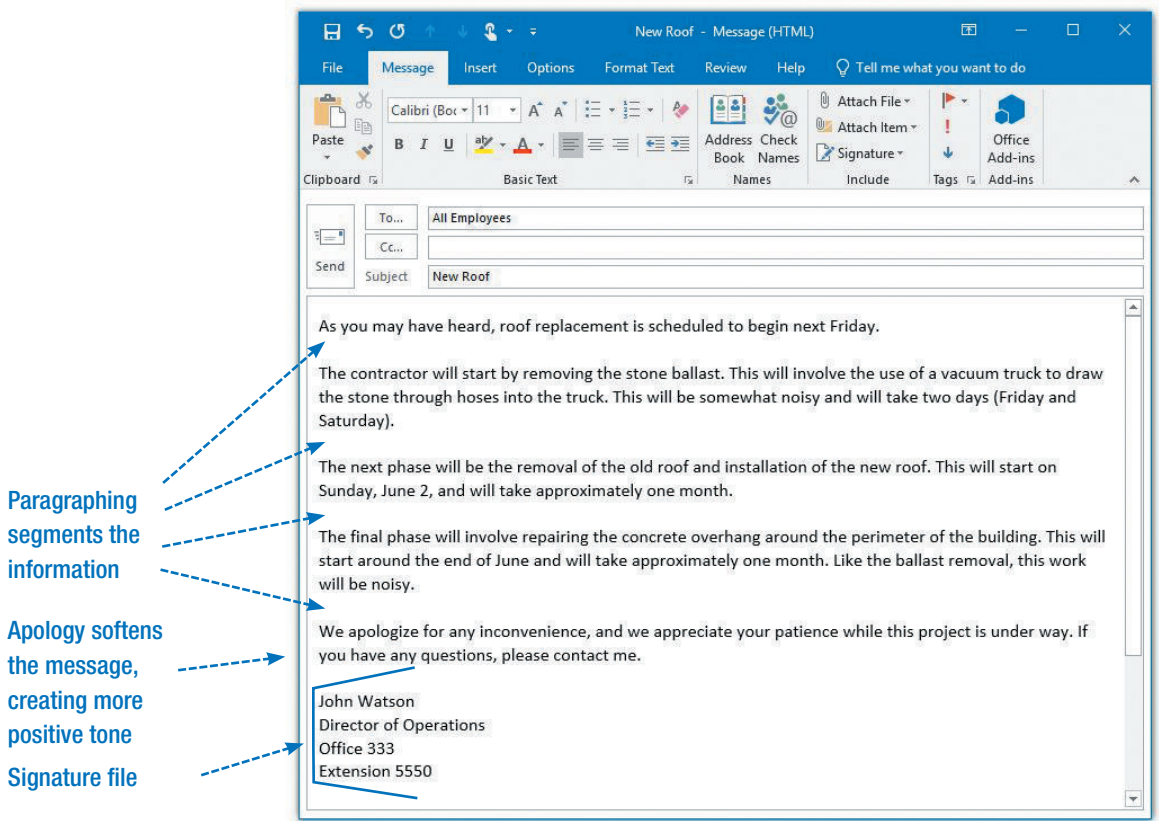 New Roof - Message (HTML)
File Message Insert Options Format Text Review Help Tell me what you want to do
Paste
Clipboard
Calibri (Boc 11 A A
B I U aby A
Basic Text
Address Book
Check Names
Names
Attach File
Attach Item
Signature
Include
!
Tags
Office
Add-ins
Add-ins
Send
To... All Employees
Cc...
Subject New Roof
As you may have heard, roof replacement is scheduled to begin next Friday.
The contractor will start by removing the stone ballast. This will involve the use of a vacuum truck to draw
the stone through hoses into the truck. This will be somewhat noisy and will take two days (Friday and
Saturday).
The next phase will be the removal of the old roof and installation of the new roof. This will start on
Sunday, June 2, and will take approximately one month.
The final phase will involve repairing the concrete overhang around the perimeter of the building. This will
start around the end of June and will take approximately one month. Like the ballast removal, this work
will be noisy.
We apologize for any inconvenience, and we appreciate your patience while this project is under way. If
you have any questions, please contact me.
John Watson
Director of Operations
Office 333
Extension 5550
Paragraphing
segments the
information
Apology softens
the message,
creating more
positive tone
Signature file